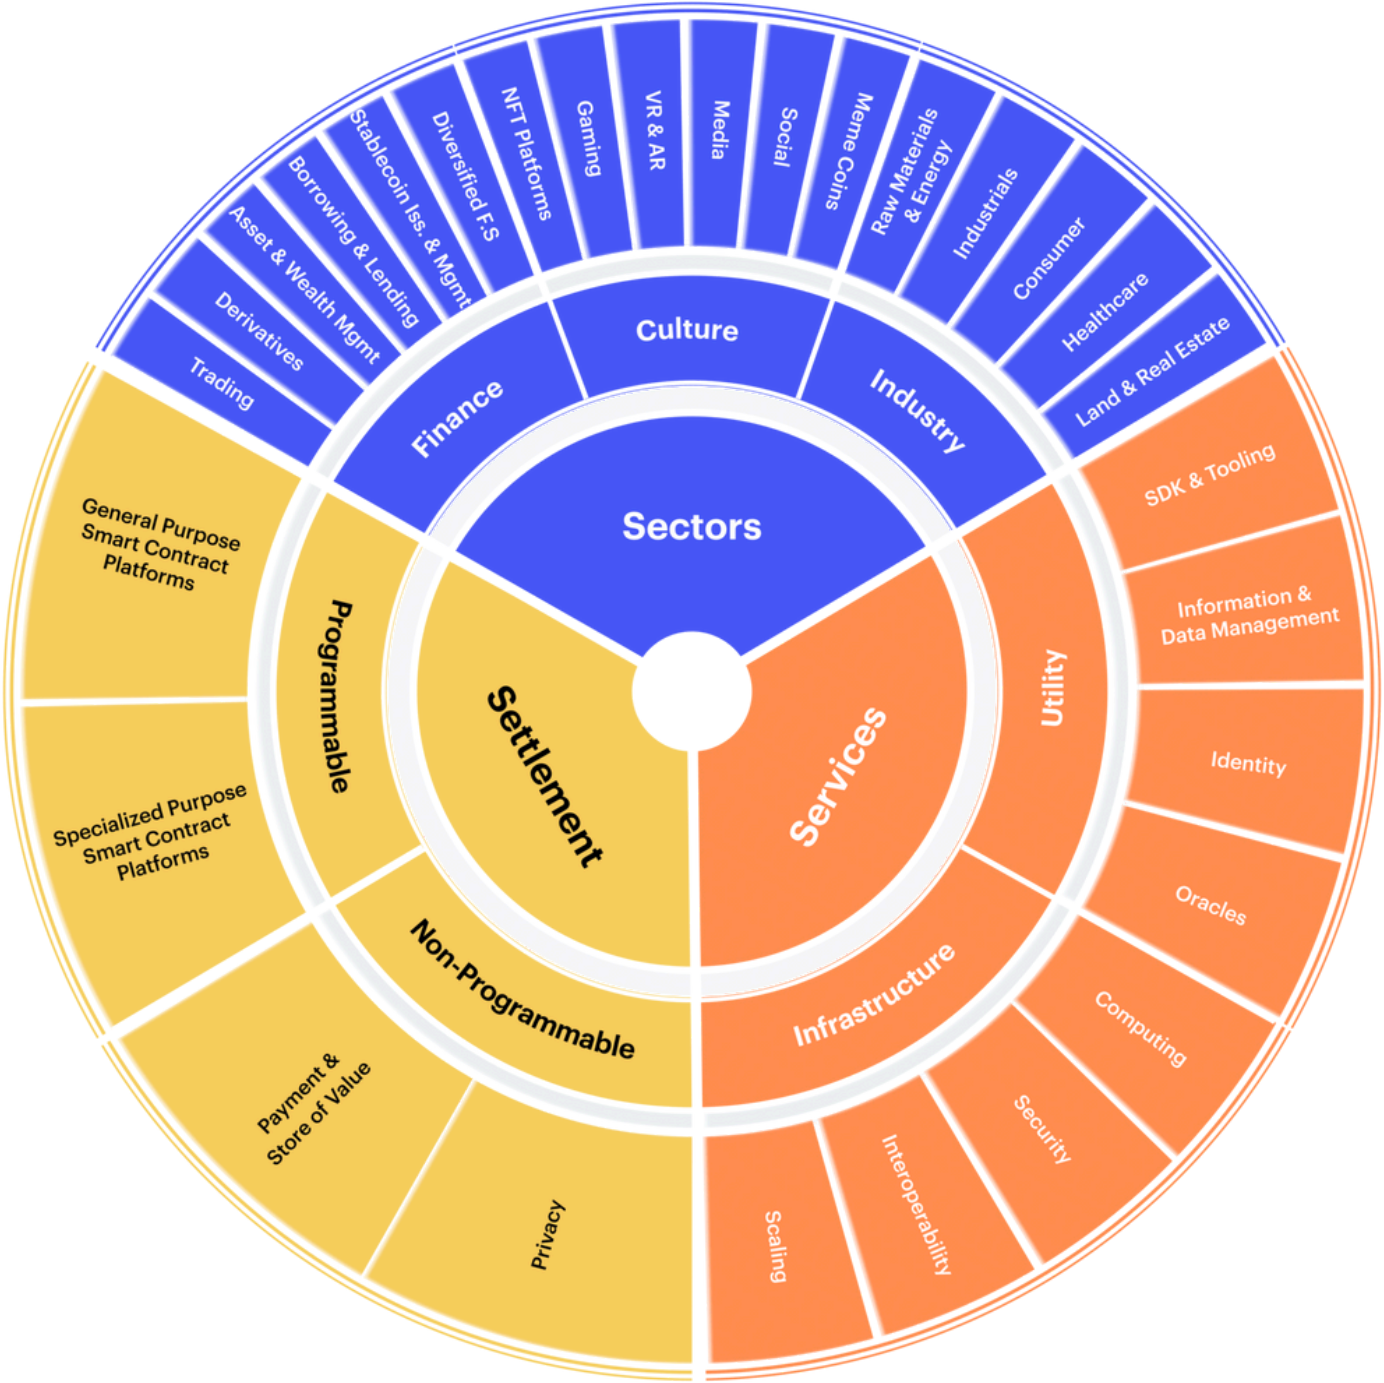 Sectors
Finance
Trading
Derivatives
Asset & Wealth Mgmt
Borrowing & Lending
Stablecoin Iss. & Mgmt
Diversified F.S
Culture
NFT Platforms
Gaming
VR & AR
Media
Social
Meme Coins
Industry
Raw Materials
& Energy
Industrials
Consumer
Healthcare
Land & Real Estate
Services
Utility
SDK & Tooling
Information &
Data Management
Identity
Oracles
Infrastructure
Computing
Security
Interoperability
Scaling
Settlement
Non-Programmable
Privacy
Payment &
Store of Value
Programmable
Specialized Purpose
Smart Contract
Platforms
General Purpose
Smart Contract
Platforms